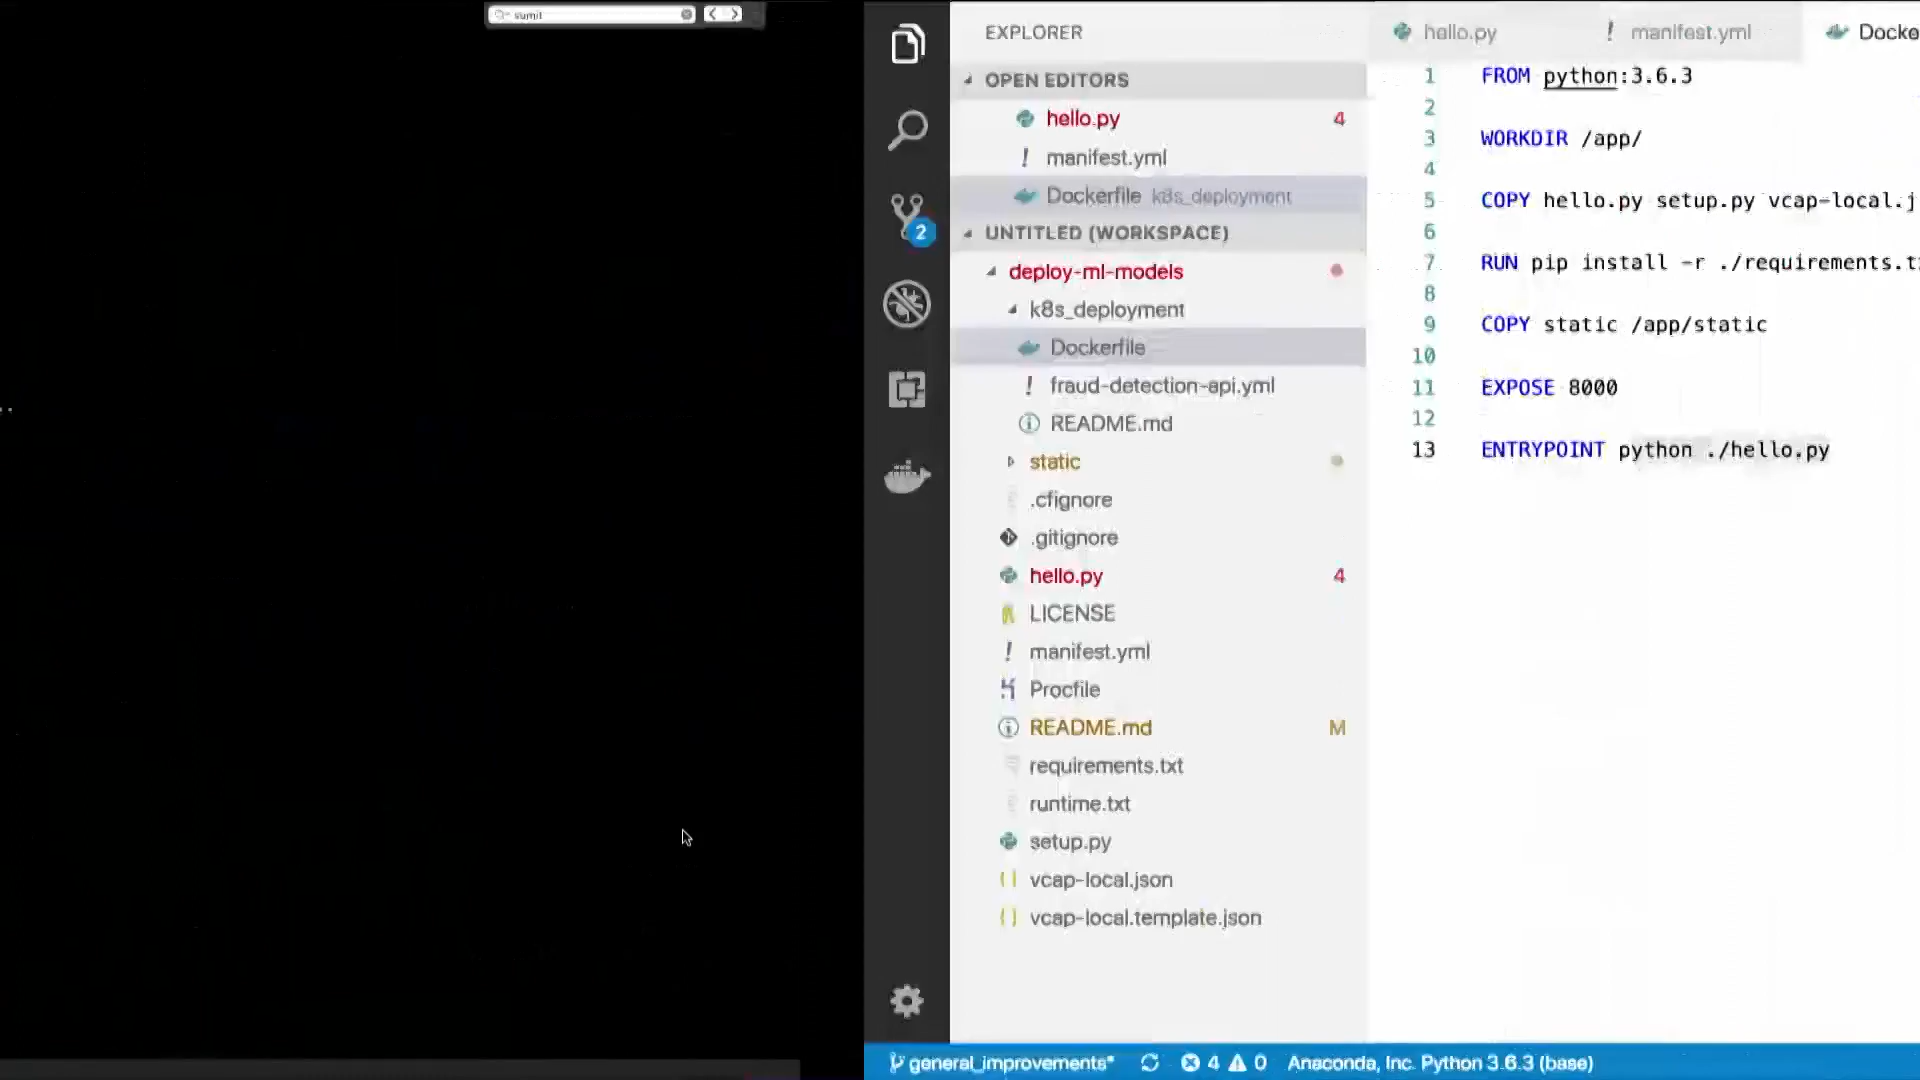 sumit
EXPLORER
OPEN EDITORS
hello.py 4
! manifest.yml
Dockerfile k8s_deployment
UNTITLED (WORKSPACE)
deploy-ml-models
k8s_deployment
Dockerfile
! fraud-detection-api.yml
README.md
static
.cfignore
.gitignore
hello.py 4
LICENSE
! manifest.yml
Procfile
README.md M
requirements.txt
runtime.txt
setup.py
{} vcap-local.json
{} vcap-local.template.json
2
hello.py ! manifest.yml Docke
1 FROM python:3.6.3
2
3 WORKDIR /app/
4
5 COPY hello.py setup.py vcap-local.j
6
7 RUN pip install -r ./requirements.t
8
9 COPY static /app/static
10
11 EXPOSE 8000
12
13 ENTRYPOINT python ./hello.py
general_improvements* 4 0 Anaconda, Inc. Python 3.6.3 (base)